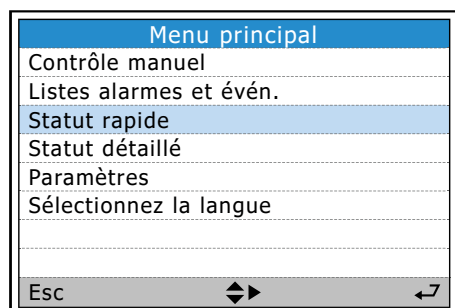 Menu principal
Contrôle manuel
Listes alarmes et évén.
Statut rapide
Statut détaillé
Paramètres
Sélectionnez la langue
Esc